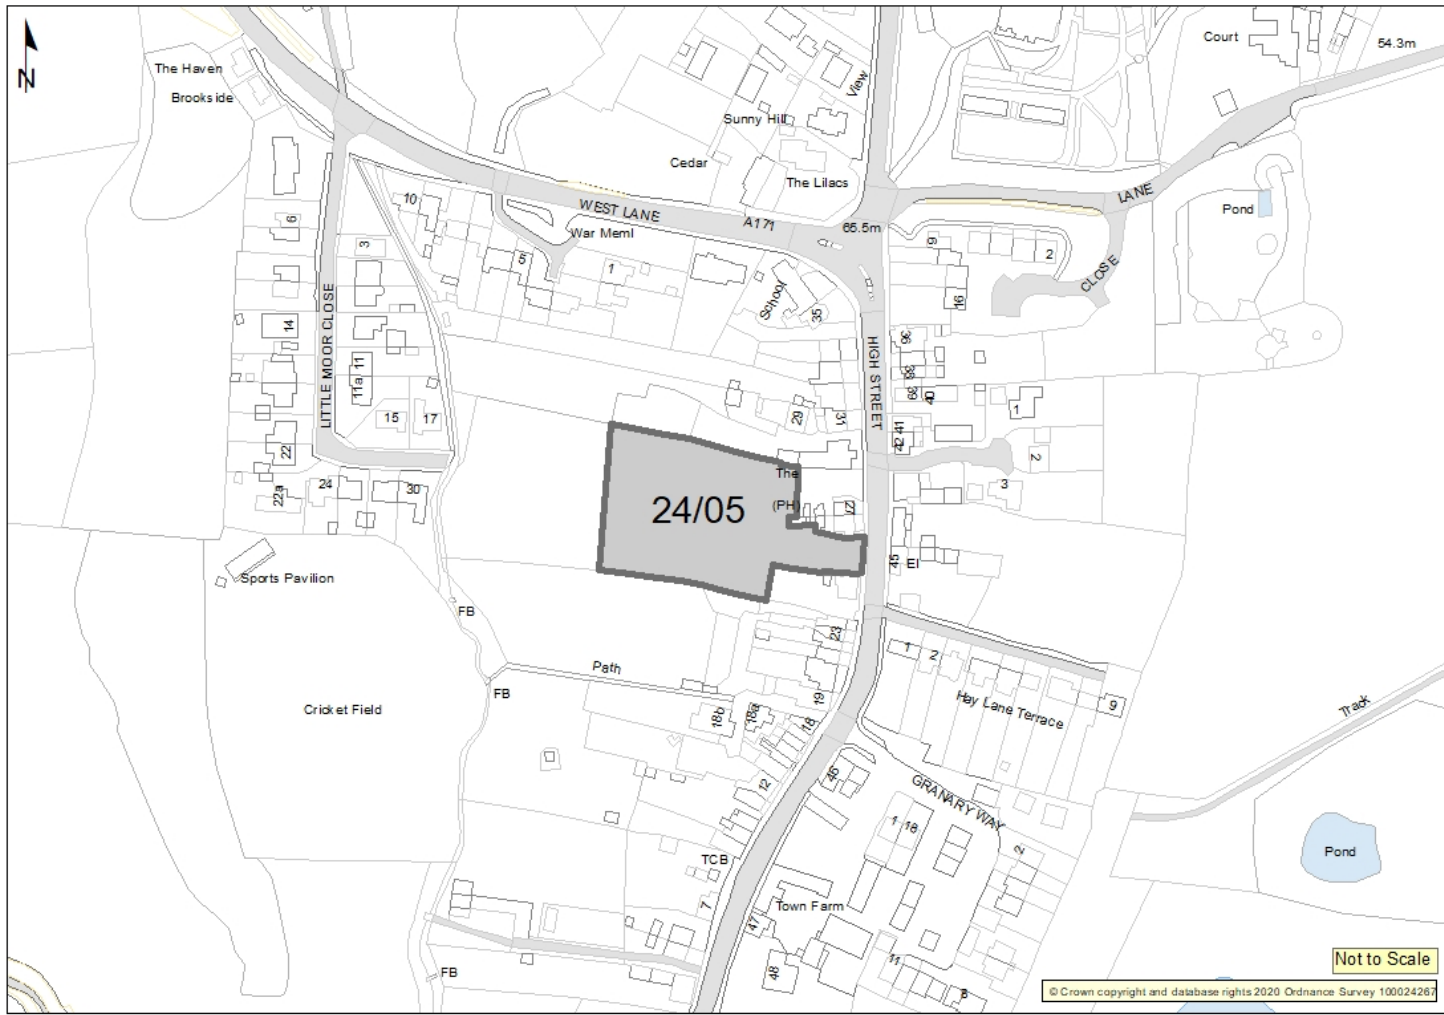 N
The Haven
Brookside
Court
54.3m
View
Sunny Hill
Cedar
The Lilacs
LANE
Pond
10
WEST LANE
A171
65.5m
War Meml
6
3
5
1
School
35
9
2
16
CLOSE
LITTLE MOOR CLOSE
14
11
11a
15
17
HIGH STREET
36
38
39
40
1
29
31
41
42
2
22
22a
24
30
The
(PH)
27
3
24/05
45
El
Sports Pavilion
FB
23
1
2
Path
FB
19
Hay Lane Terrace
9
Track
Cricket Field
18b
18a
18
12
46
GRANARY WAY
1
18
2
Pond
TCB
7
Town Farm
47
48
11
8
FB
Not to Scale
© Crown copyright and database rights 2020 Ordnance Survey 100024267